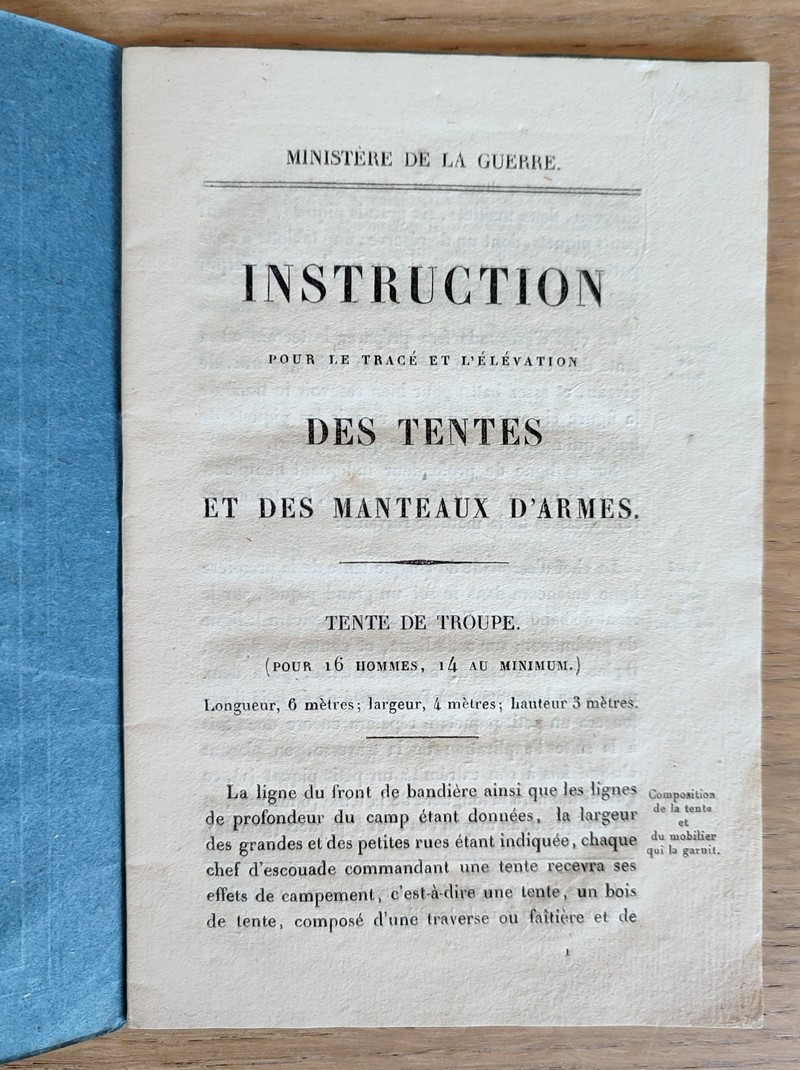 MINISTÈRE DE LA GUERRE.
INSTRUCTION
POUR LE TRACÉ ET L'ÉLÉVATION
DES TENTES
ET DES MANTEAUX D'ARMES.
TENTE DE TROUPE.
(POUR 16 HOMMES, 14 AU MINIMUM.)
Longueur, 6 mètres; largeur, 4 mètres; hauteur 3 mètres.
La ligne du front de bandière ainsi que les lignes
de profondeur du camp étant données, la largeur
des grandes et des petites rues étant indiquée, chaque
chef d'escouade commandant une tente recevra ses
effets de campement, c'est-à-dire une tente, un bois
de tente, composé d'une traverse ou faîtière et de
Composition
de la tente
et
du mobilier
qui la garnit.
1